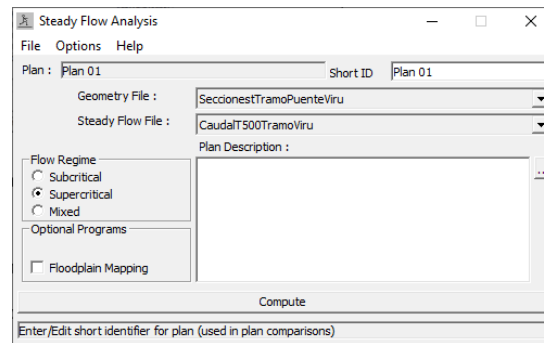 Steady Flow Analysis
File Options Help
Plan : Plan 01 Short ID Plan 01
Geometry File : SeccionestTramoPuenteViru
Steady Flow File : CaudalT500TramoViru
Plan Description :
Flow Regime
Subcritical
Supercritical
Mixed
Optional Programs
Floodplain Mapping
...
Compute
Enter/Edit short identifier for plan (used in plan comparisons)